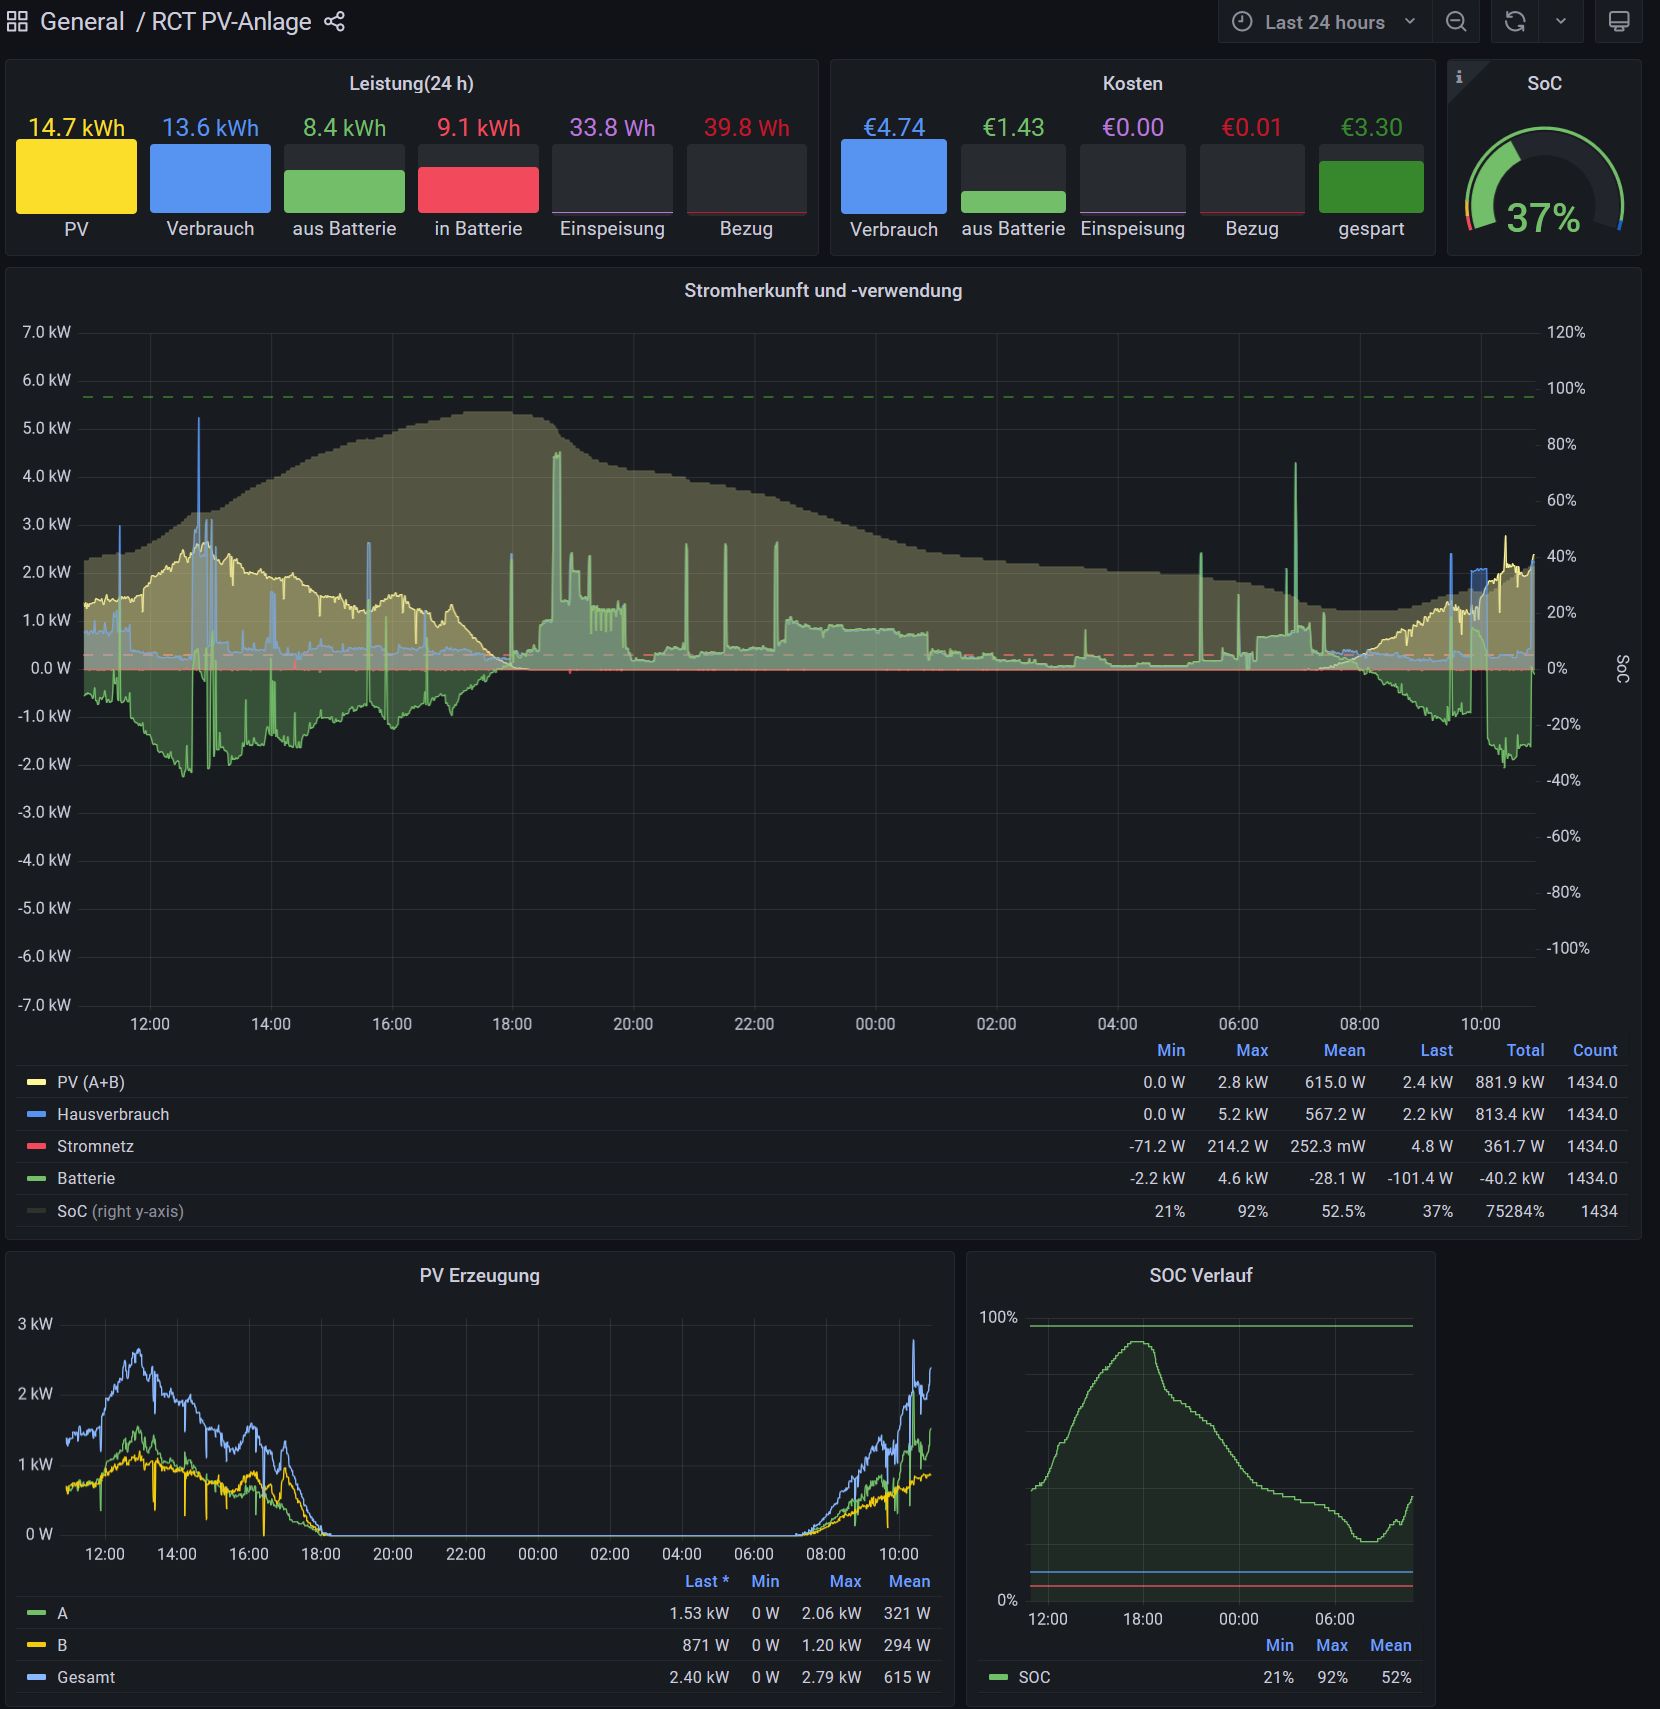 General / RCT PV-Anlage
Last 24 hours
Leistung(24 h)
14.7 kWh 13.6 kWh 8.4 kWh 9.1 kWh 33.8 Wh 39.8 Wh
PV Verbrauch aus Batterie in Batterie Einspeisung Bezug
Kosten
€4.74 €1.43 €0.00 €0.01 €3.30
Verbrauch aus Batterie Einspeisung Bezug gespart
i
SoC
37%
Stromherkunft und -verwendung
7.0 kW
6.0 kW
5.0 kW
4.0 kW
3.0 kW
2.0 kW
1.0 kW
0.0 W
-1.0 kW
-2.0 kW
-3.0 kW
-4.0 kW
-5.0 kW
-6.0 kW
-7.0 kW
120%
100%
80%
60%
40%
20%
0%
-20%
-40%
-60%
-80%
-100%
SoC
12:00 14:00 16:00 18:00 20:00 22:00 00:00 02:00 04:00 06:00 08:00 10:00
Min Max Mean Last Total Count
PV (A+B) 0.0 W 2.8 kW 615.0 W 2.4 kW 881.9 kW 1434.0
Hausverbrauch 0.0 W 5.2 kW 567.2 W 2.2 kW 813.4 kW 1434.0
Stromnetz -71.2 W 214.2 W 252.3 mW 4.8 W 361.7 W 1434.0
Batterie -2.2 kW 4.6 kW -28.1 W -101.4 W -40.2 kW 1434.0
SoC (right y-axis) 21% 92% 52.5% 37% 75284% 1434
PV Erzeugung
3 kW
2 kW
1 kW
0 W
12:00 14:00 16:00 18:00 20:00 22:00 00:00 02:00 04:00 06:00 08:00 10:00
Last * Min Max Mean
A 1.53 kW 0 W 2.06 kW 321 W
B 871 W 0 W 1.20 kW 294 W
Gesamt 2.40 kW 0 W 2.79 kW 615 W
SOC Verlauf
100%
0%
12:00 18:00 00:00 06:00
Min Max Mean
SOC 21% 92% 52%